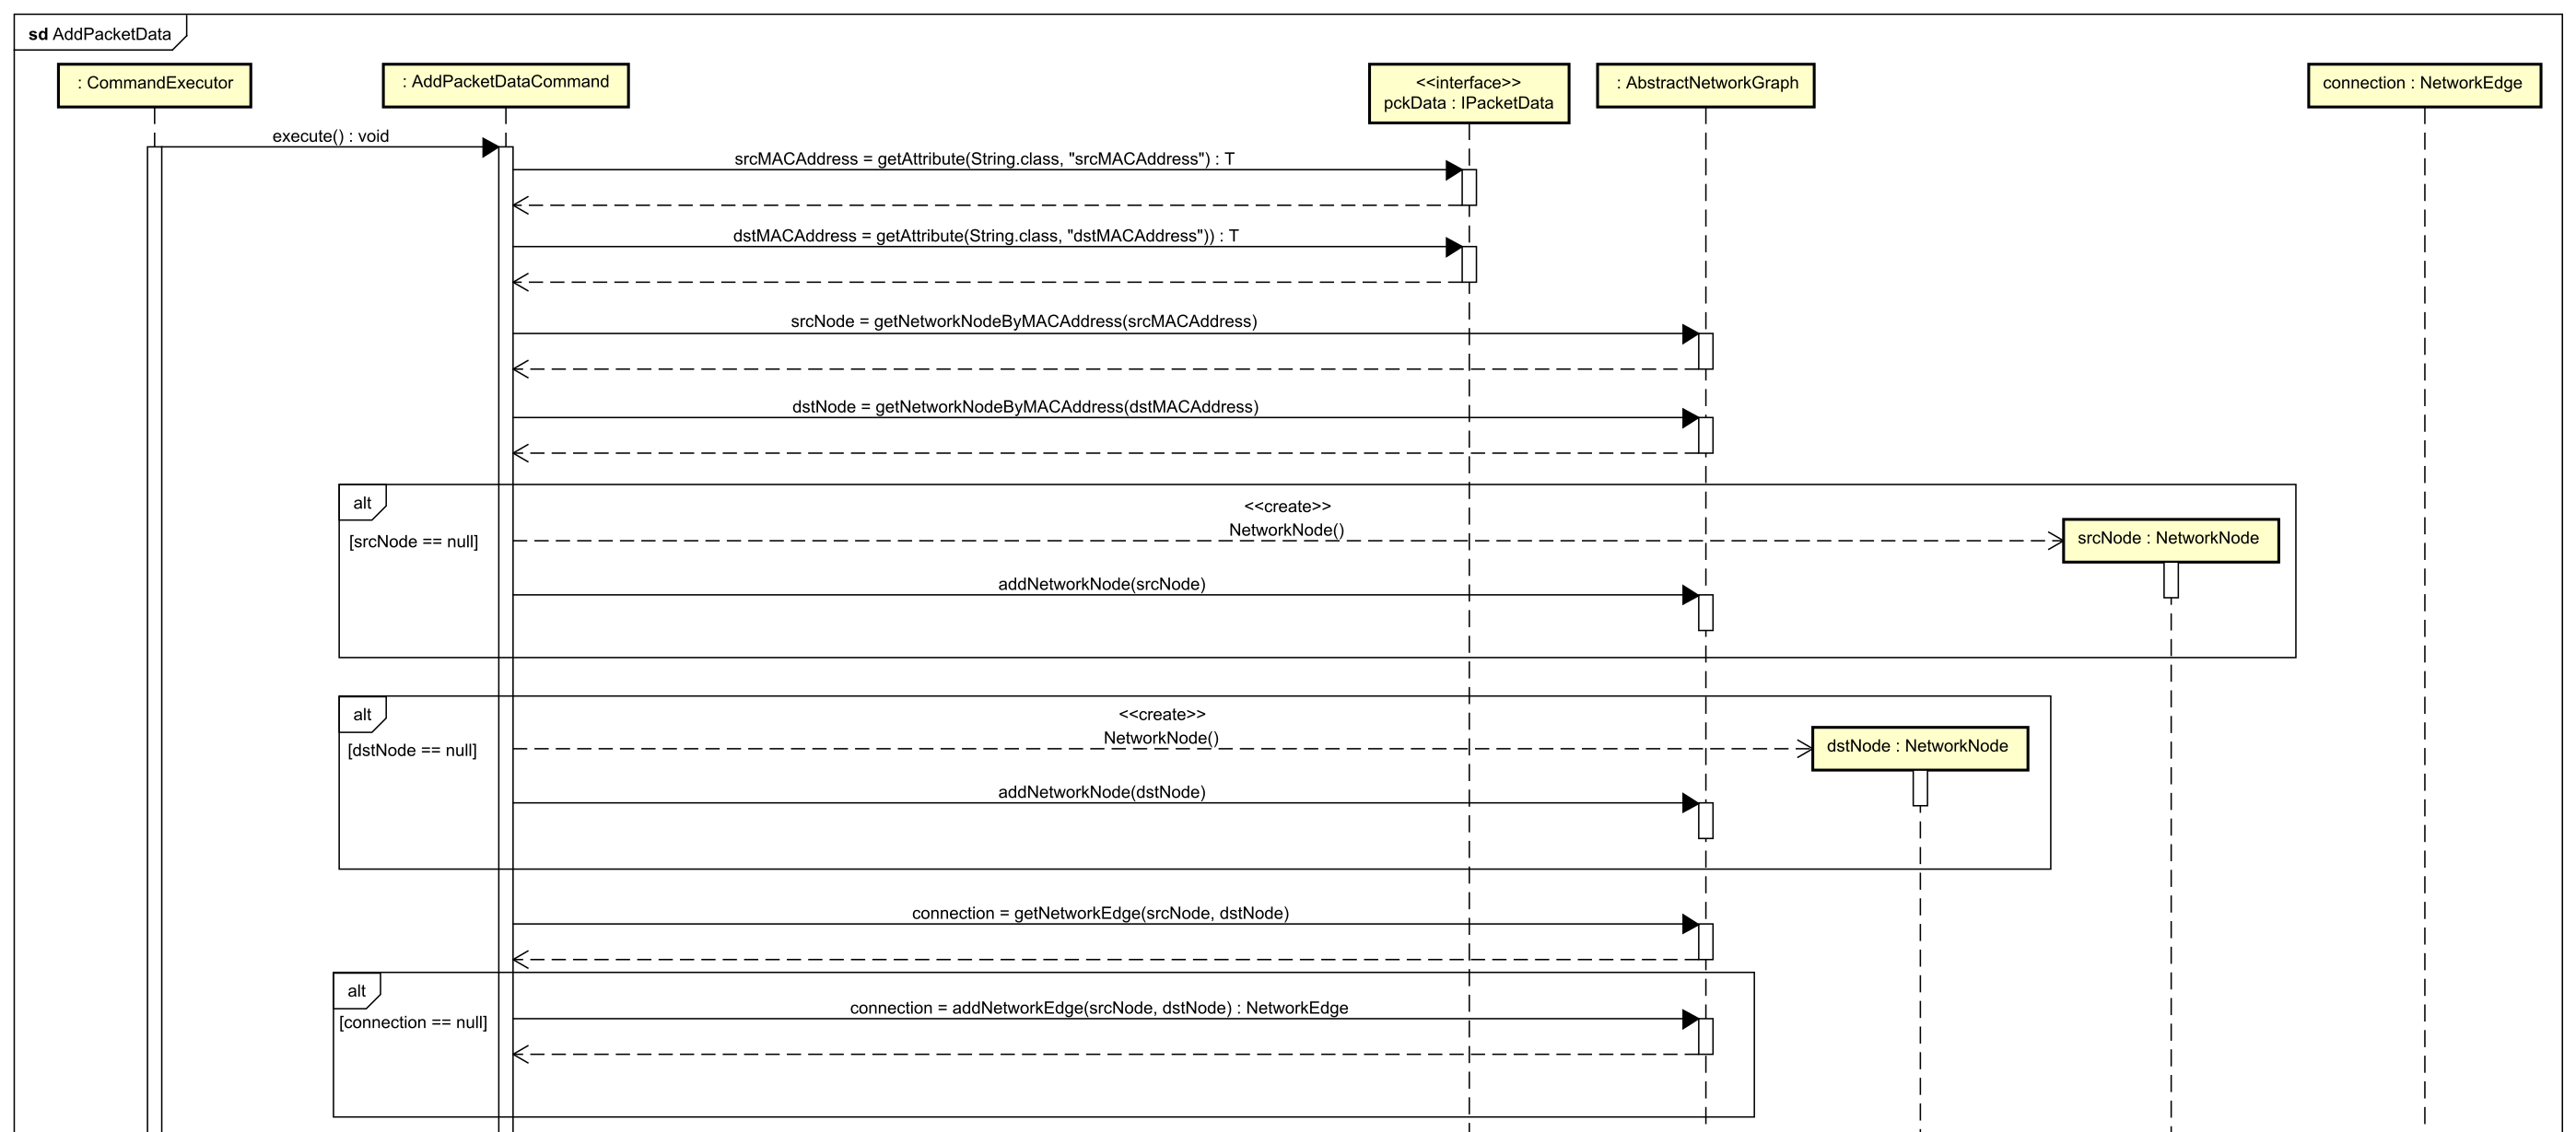 sd AddPacketData
: CommandExecutor
: AddPacketDataCommand
<<interface>>
pckData : IPacketData
: AbstractNetworkGraph
connection : NetworkEdge
execute() : void
srcMACAddress = getAttribute(String.class, "srcMACAddress") : T
dstMACAddress = getAttribute(String.class, "dstMACAddress")) : T
srcNode = getNetworkNodeByMACAddress(srcMACAddress)
dstNode = getNetworkNodeByMACAddress(dstMACAddress)
alt
[srcNode == null]
<<create>>
NetworkNode()
srcNode : NetworkNode
addNetworkNode(srcNode)
alt
[dstNode == null]
<<create>>
NetworkNode()
dstNode : NetworkNode
addNetworkNode(dstNode)
connection = getNetworkEdge(srcNode, dstNode)
alt
[connection == null]
connection = addNetworkEdge(srcNode, dstNode) : NetworkEdge